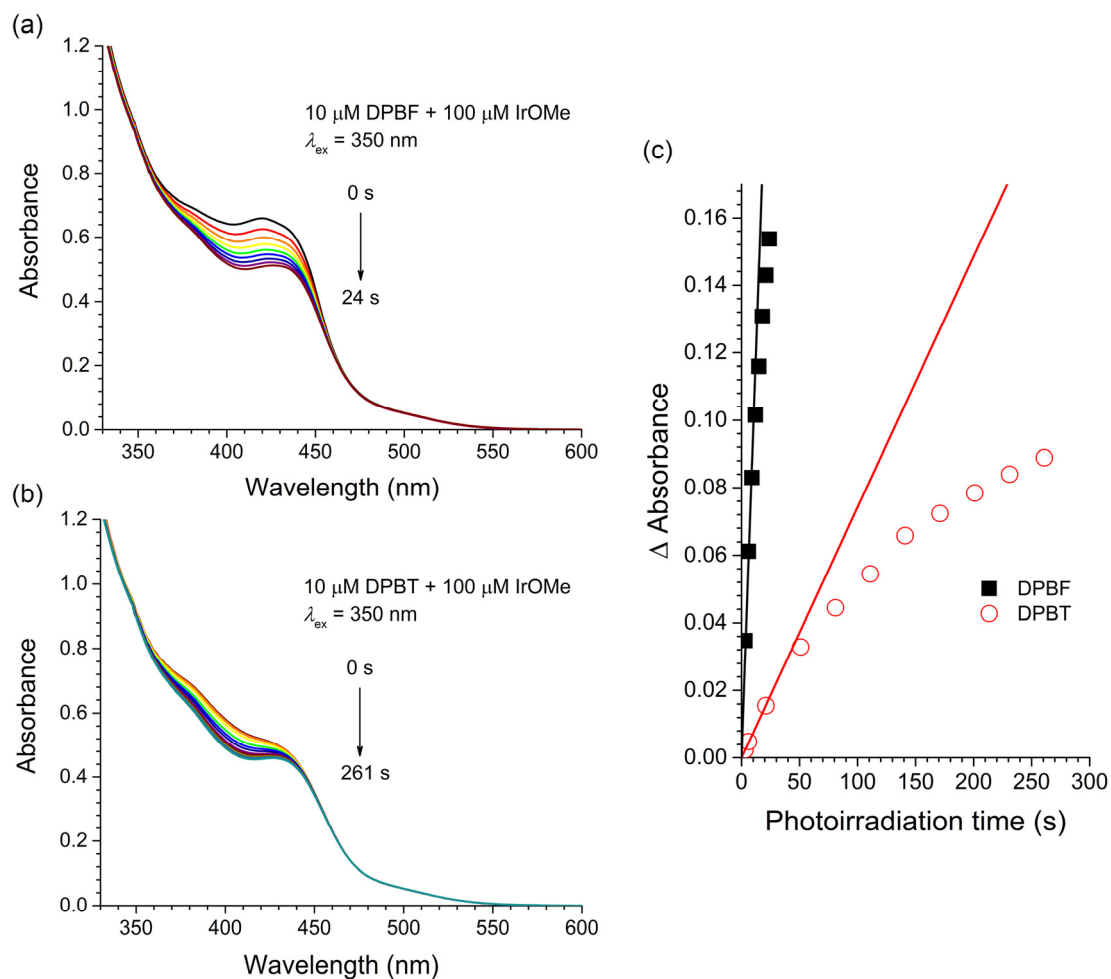 (a)
1.2
1.0
0.8
0.6
0.4
0.2
0.0
Absorbance
10 μM DPBF + 100 μM IrOMe
λex = 350 nm
0 s
24 s
350 400 450 500 550 600
Wavelength (nm)
(b)
1.2
1.0
0.8
0.6
0.4
0.2
0.0
Absorbance
10 μM DPBT + 100 μM IrOMe
λex = 350 nm
0 s
261 s
350 400 450 500 550 600
Wavelength (nm)
(c)
0.16
0.14
0.12
0.10
0.08
0.06
0.04
0.02
0.00
Δ Absorbance
DPBF
DPBT
0 50 100 150 200 250 300
Photoirradiation time (s)